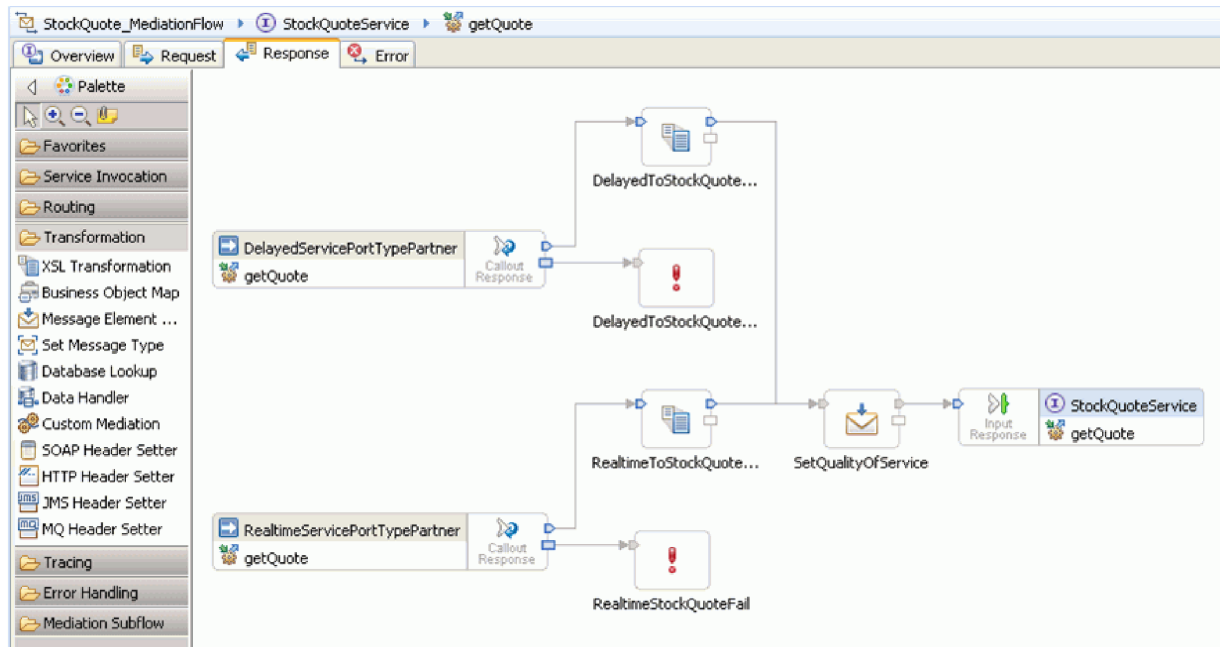 StockQuote_MediationFlow StockQuoteService getQuote
Overview Request Response Error
Palette
Favorites
Service Invocation
Routing
Transformation
XSL Transformation
Business Object Map
Message Element ...
Set Message Type
Database Lookup
Data Handler
Custom Mediation
SOAP Header Setter
HTTP Header Setter
JMS Header Setter
MQ Header Setter
Tracing
Error Handling
Mediation Subflow
DelayedToStockQuote...
DelayedServicePortTypePartner
getQuote
Callout
Response
DelayedToStockQuote...
RealtimeToStockQuote...
SetQualityOfService
Input
Response
StockQuoteService
getQuote
RealtimeServicePortTypePartner
getQuote
Callout
Response
RealtimeStockQuoteFail